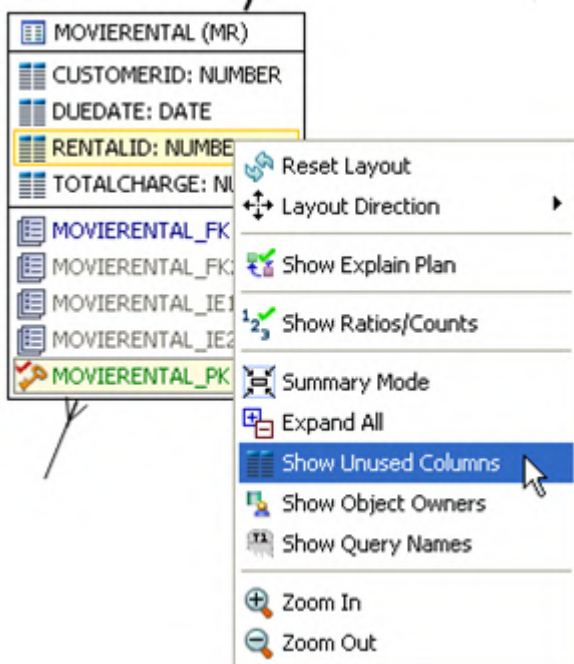 MOVIERENTAL (MR)
CUSTOMERID: NUMBER
DUEDATE: DATE
RENTALID: NUMBE
TOTALCHARGE: NU
MOVIERENTAL_FK
MOVIERENTAL_FK2
MOVIERENTAL_IE1
MOVIERENTAL_IE2
MOVIERENTAL_PK
Reset Layout
Layout Direction
Show Explain Plan
Show Ratios/Counts
Summary Mode
Expand All
Show Unused Columns
Show Object Owners
Show Query Names
Zoom In
Zoom Out